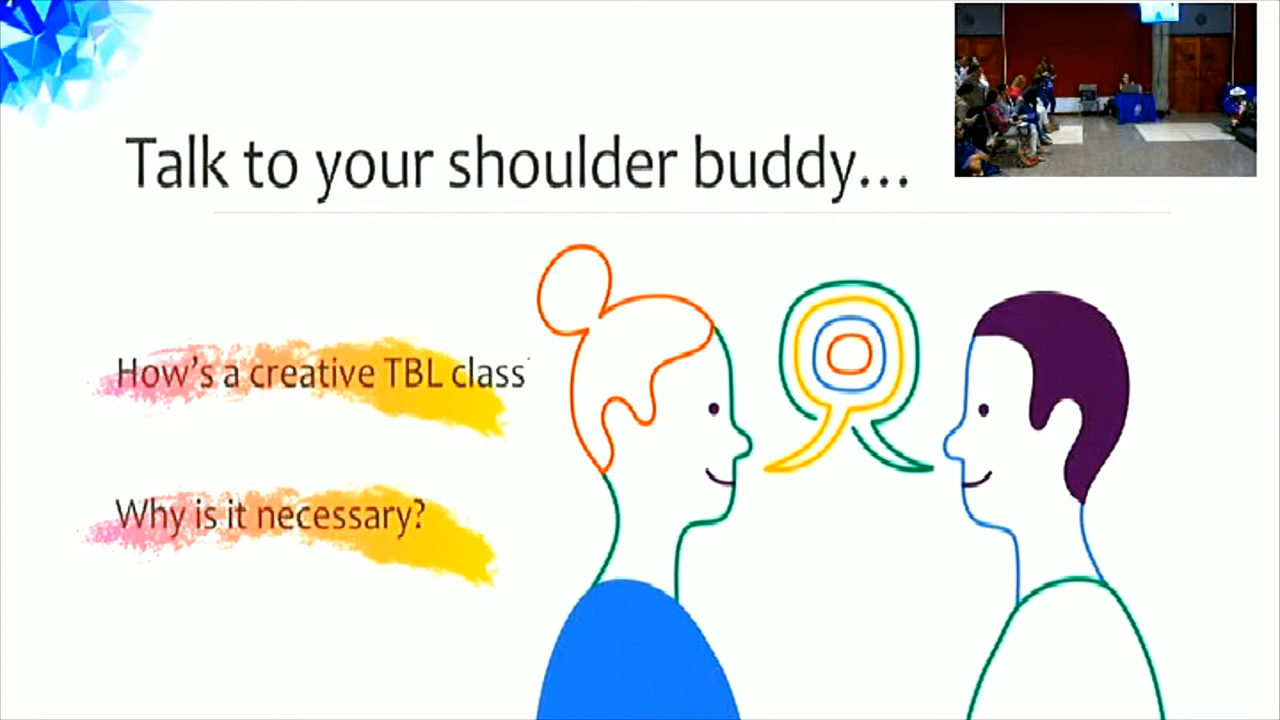 Talk to your shoulder buddy...
How's a creative TBL class
Why is it necessary?